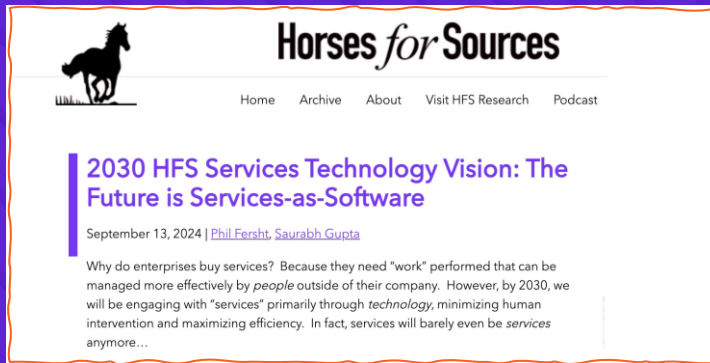 Horses for Sources
Home Archive About Visit HFS Research Podcast
2030 HFS Services Technology Vision: The
Future is Services-as-Software
September 13, 2024 | Phil Fersht, Saurabh Gupta
Why do enterprises buy services? Because they need “work” performed that can be
managed more effectively by people outside of their company. However, by 2030, we
will be engaging with “services” primarily through technology, minimizing human
intervention and maximizing efficiency. In fact, services will barely even be services
anymore…